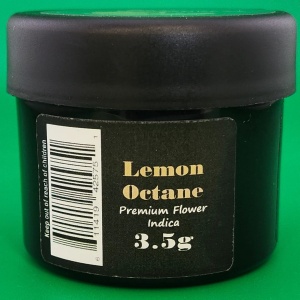 Keep out of reach of children
Lemon
Octane
Premium Flower
Indica
3.5g